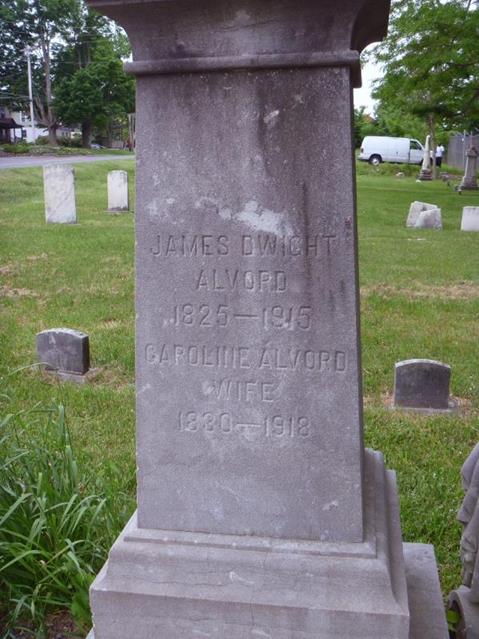 JAMES DWIGHT
ALVORD
1825—1915
CAROLINE ALVORD
WIFE
1830—1918